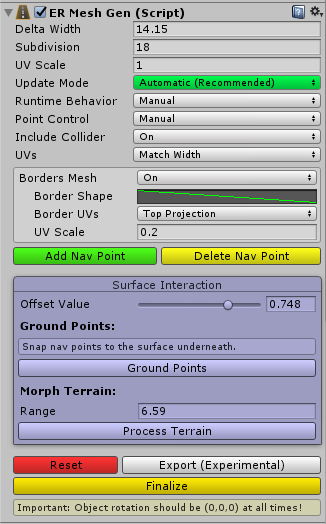 ER Mesh Gen (Script)
Delta Width 14.15
Subdivision 18
UV Scale 1
Update Mode Automatic (Recommended)
Runtime Behavior Manual
Point Control Manual
Include Collider On
UVs Match Width
Borders Mesh On
Border Shape
Border UVs Top Projection
UV Scale 0.2
Add Nav Point Delete Nav Point
Surface Interaction
Offset Value 0.748
Ground Points:
Snap nav points to the surface underneath.
Ground Points
Morph Terrain:
Range 6.59
Process Terrain
Reset Export (Experimental)
Finalize
Important: Object rotation should be (0,0,0) at all times!